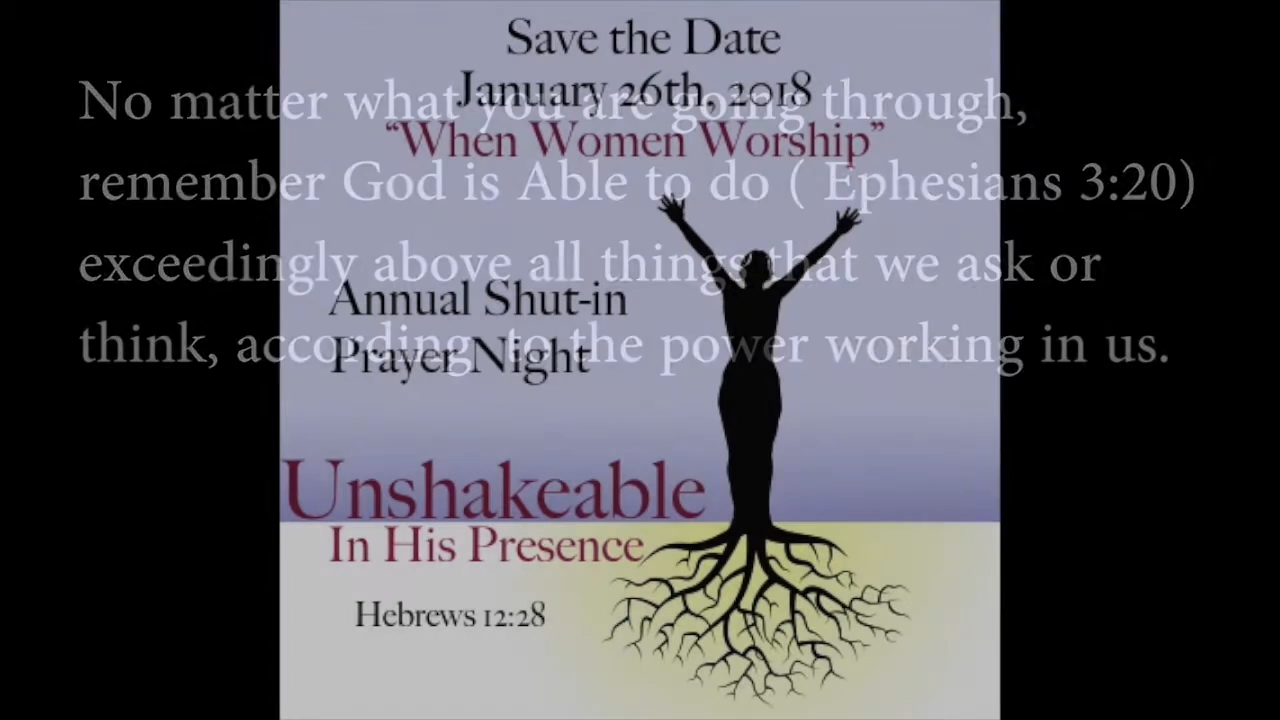 Save the Date
January 26th, 2018
“When Women Worship”
Annual Shut-in
Prayer Night
Unshakeable
In His Presence
Hebrews 12:28
No matter what you are going through,
remember God is Able to do ( Ephesians 3:20)
exceedingly above all things that we ask or
think, according to the power working in us.